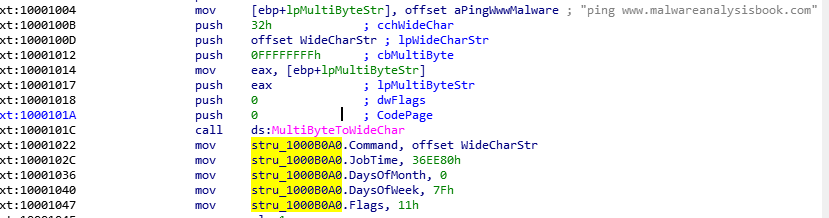 xt:10001004 mov [ebp+lpMultiByteStr], offset aPingWwwMalware ; "ping www.malwareanalysisbook.com"
xt:1000100B push 32h ; cchWideChar
xt:1000100D push offset WideCharStr ; lpWideCharStr
xt:10001012 push 0FFFFFFFFh ; cbMultiByte
xt:10001014 mov eax, [ebp+lpMultiByteStr]
xt:10001017 push eax ; lpMultiByteStr
xt:10001018 push 0 ; dwFlags
xt:1000101A push 0 ; CodePage
xt:1000101C call ds:MultiByteToWideChar
xt:10001022 mov stru_1000B0A0.Command, offset WideCharStr
xt:1000102C mov stru_1000B0A0.JobTime, 36EE80h
xt:10001036 mov stru_1000B0A0.DaysOfMonth, 0
xt:10001040 mov stru_1000B0A0.DaysOfWeek, 7Fh
xt:10001047 mov stru_1000B0A0.Flags, 11h